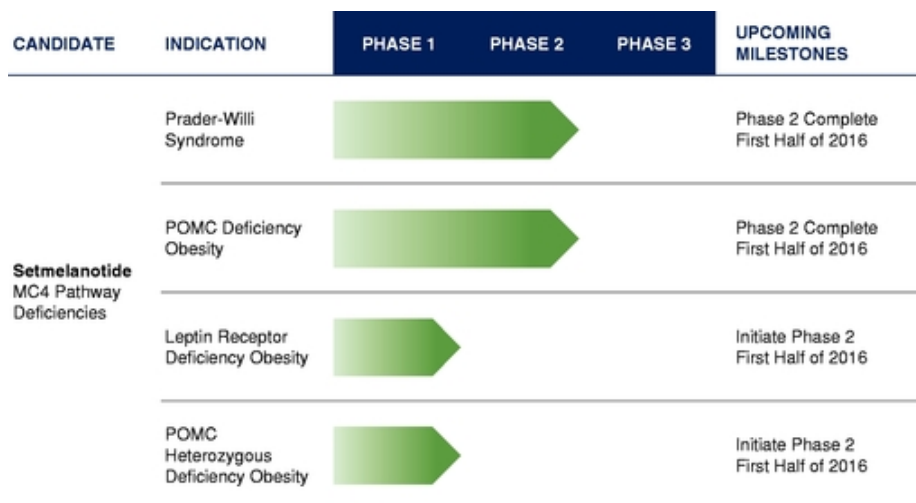 CANDIDATE INDICATION PHASE 1 PHASE 2 PHASE 3 UPCOMING
MILESTONES
Prader-Willi
Syndrome
Phase 2 Complete
First Half of 2016
POMC Deficiency
Obesity
Phase 2 Complete
First Half of 2016
Setmelanotide
MC4 Pathway
Deficiencies
Leptin Receptor
Deficiency Obesity
Initiate Phase 2
First Half of 2016
POMC
Heterozygous
Deficiency Obesity
Initiate Phase 2
First Half of 2016